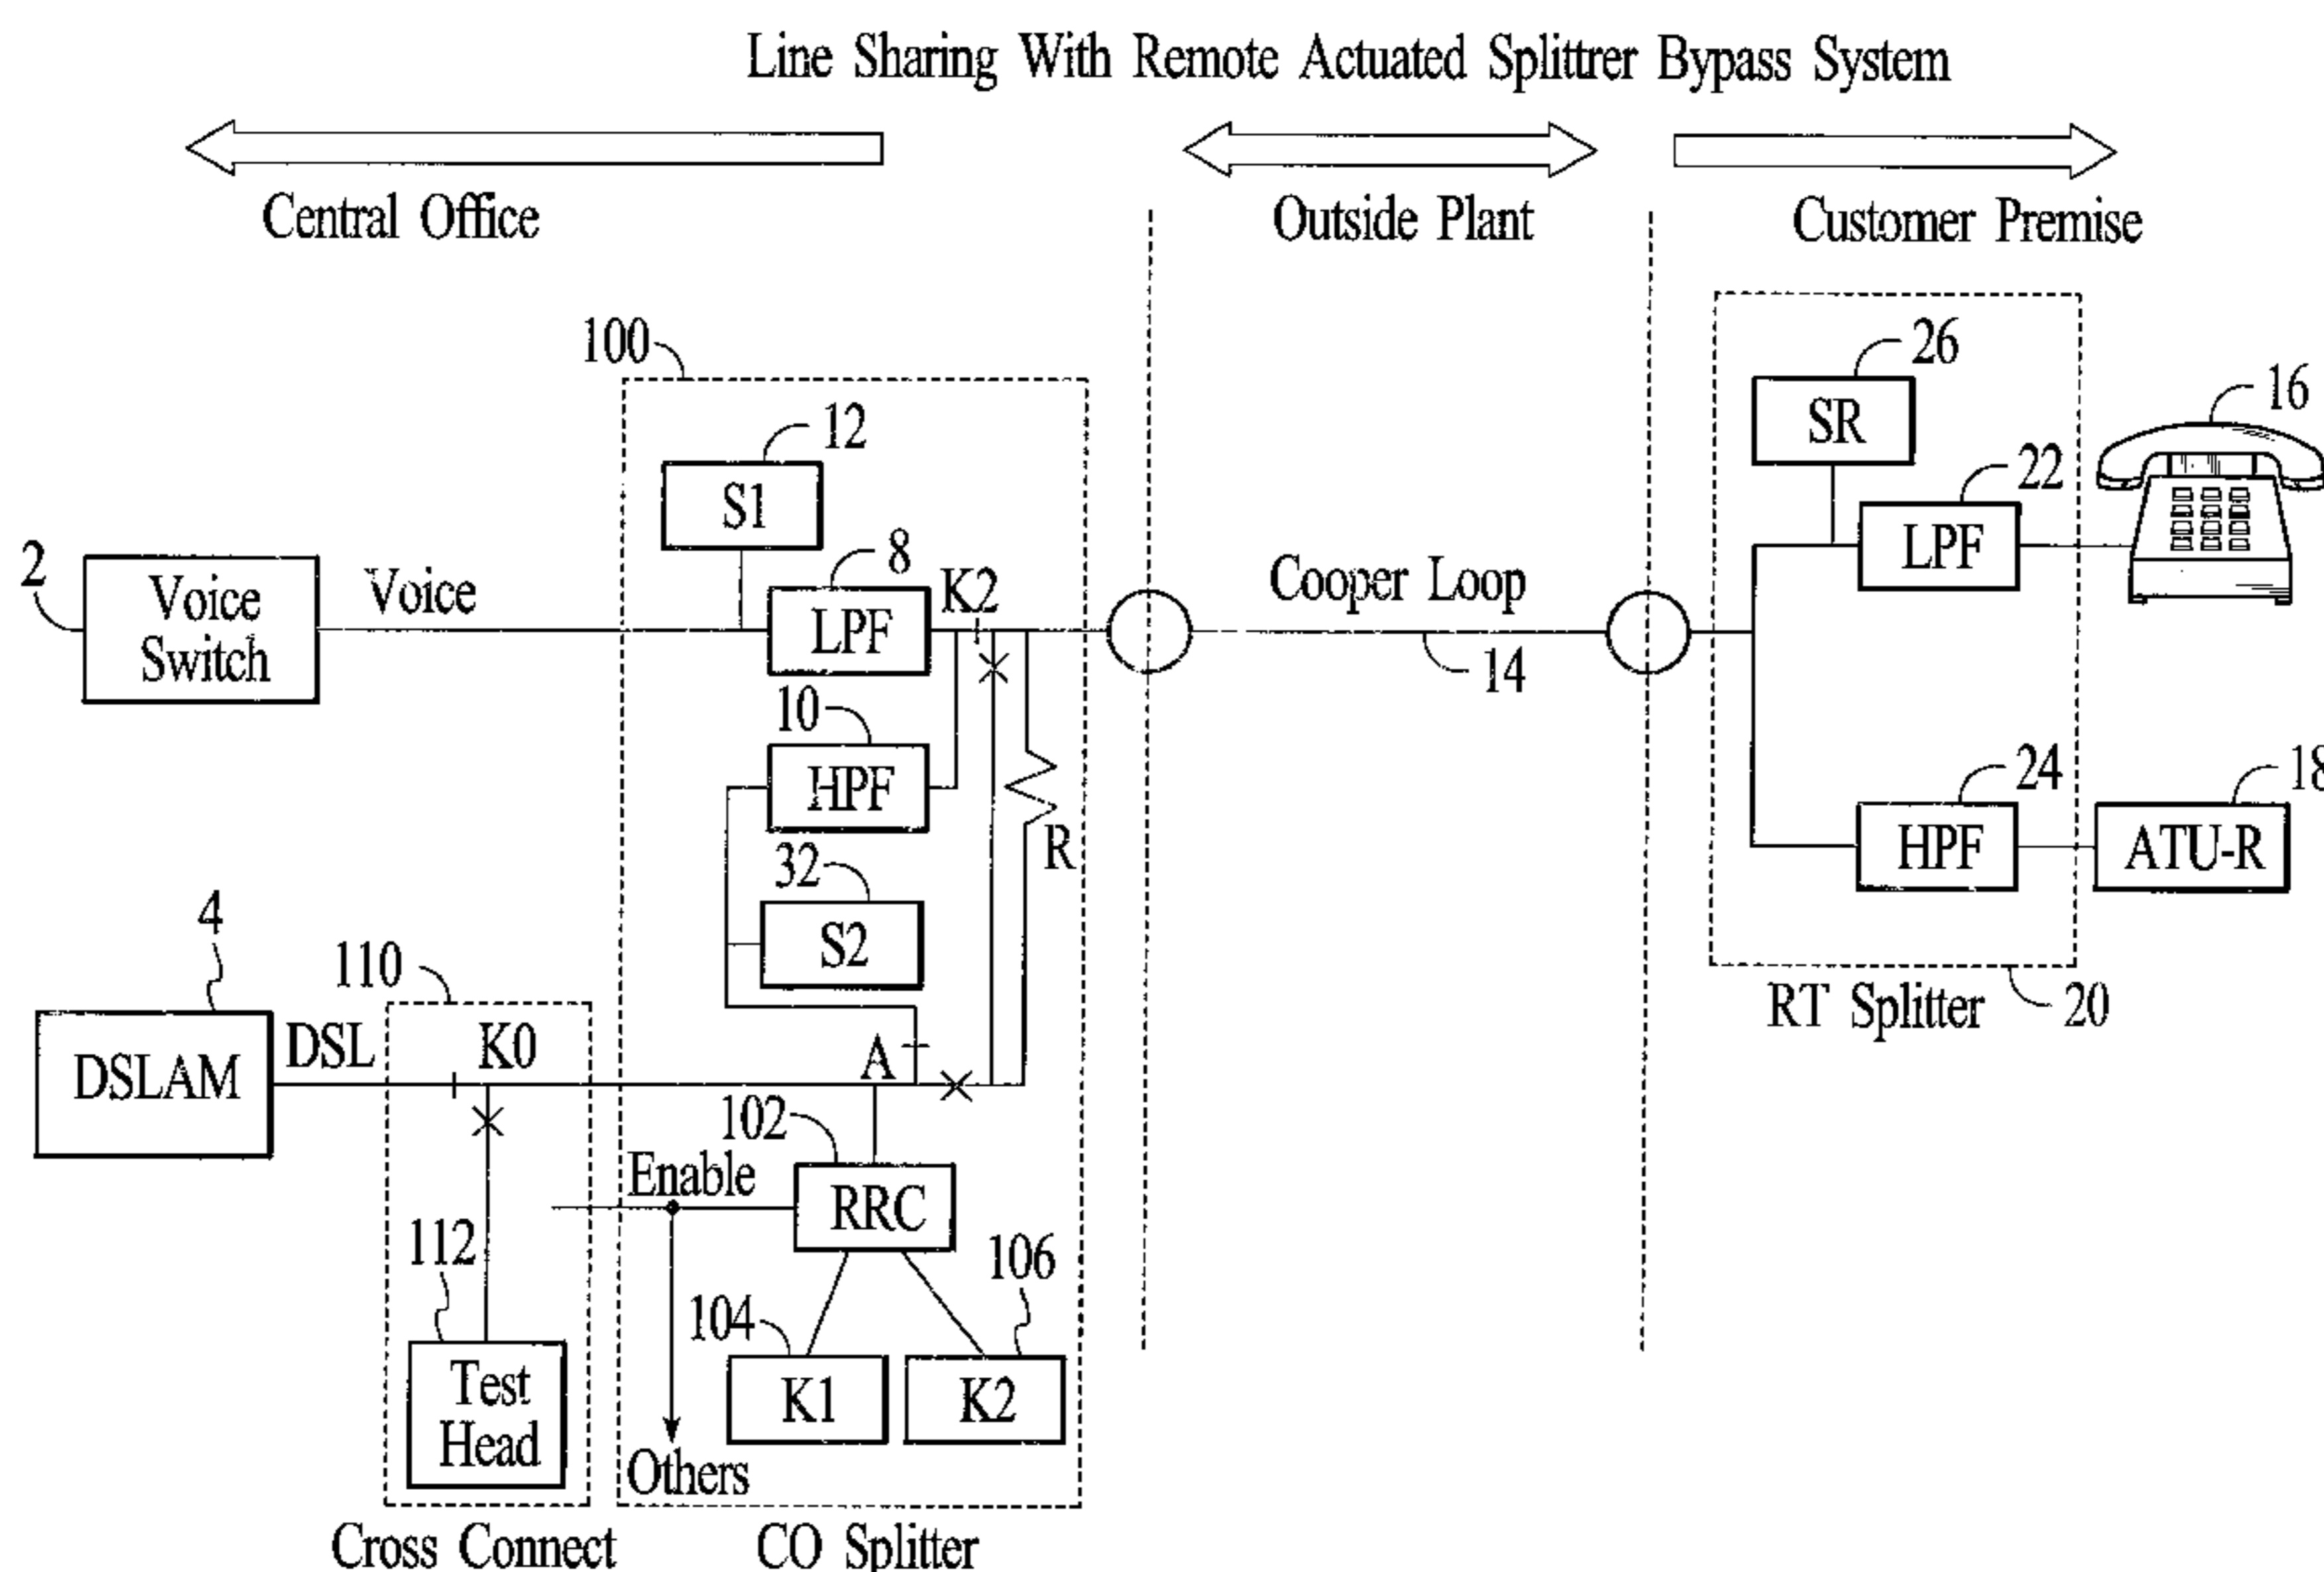 Line Sharing With Remote Actuated Splittrer Bypass System
Central Office
Outside Plant
Customer Premise
100
26
SR
16
12
S1
22
LPF
2
Voice
Switch
Voice
8
LPF
K2
Cooper Loop
14
10
HPF
R
24
HPF
18
ATU-R
32
S2
4
DSLAM
DSL
110
K0
A
RT Splitter
20
102
Enable
RRC
112
Test
Head
104
K1
106
K2
Others
Cross Connect
CO Splitter